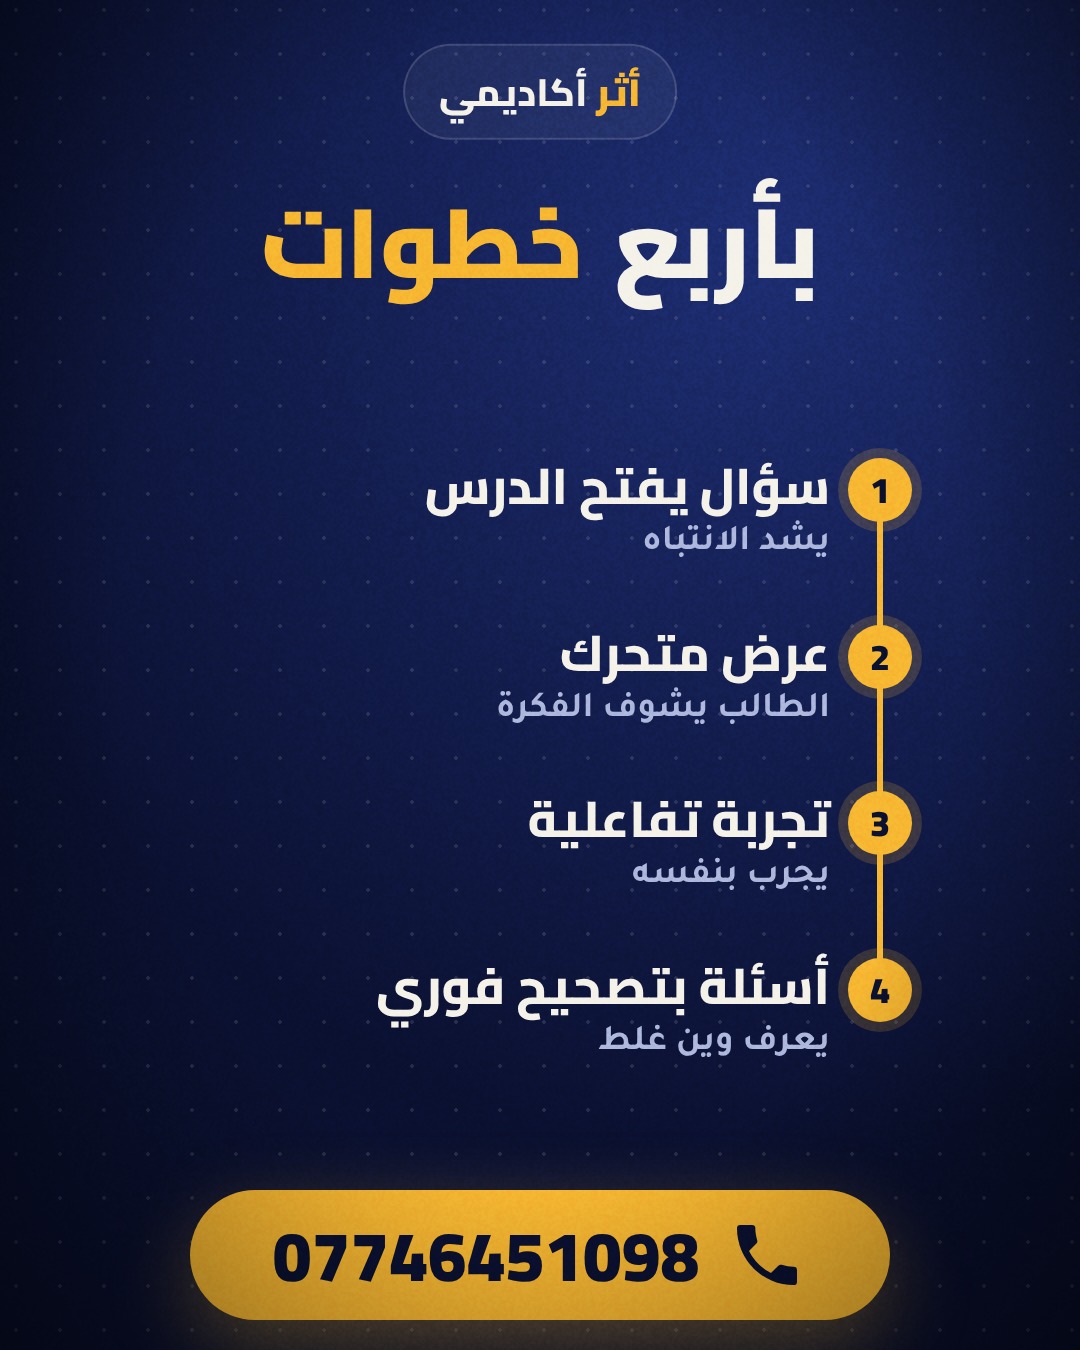 أثر أكاديمي
بأربع خطوات
1
سؤال يفتح الدرس
يشد الانتباه
2
عرض متحرك
الطالب يشوف الفكرة
3
تجربة تفاعلية
يجرب بنفسه
4
أسئلة بتصحيح فوري
يعرف وين غلط
07746451098